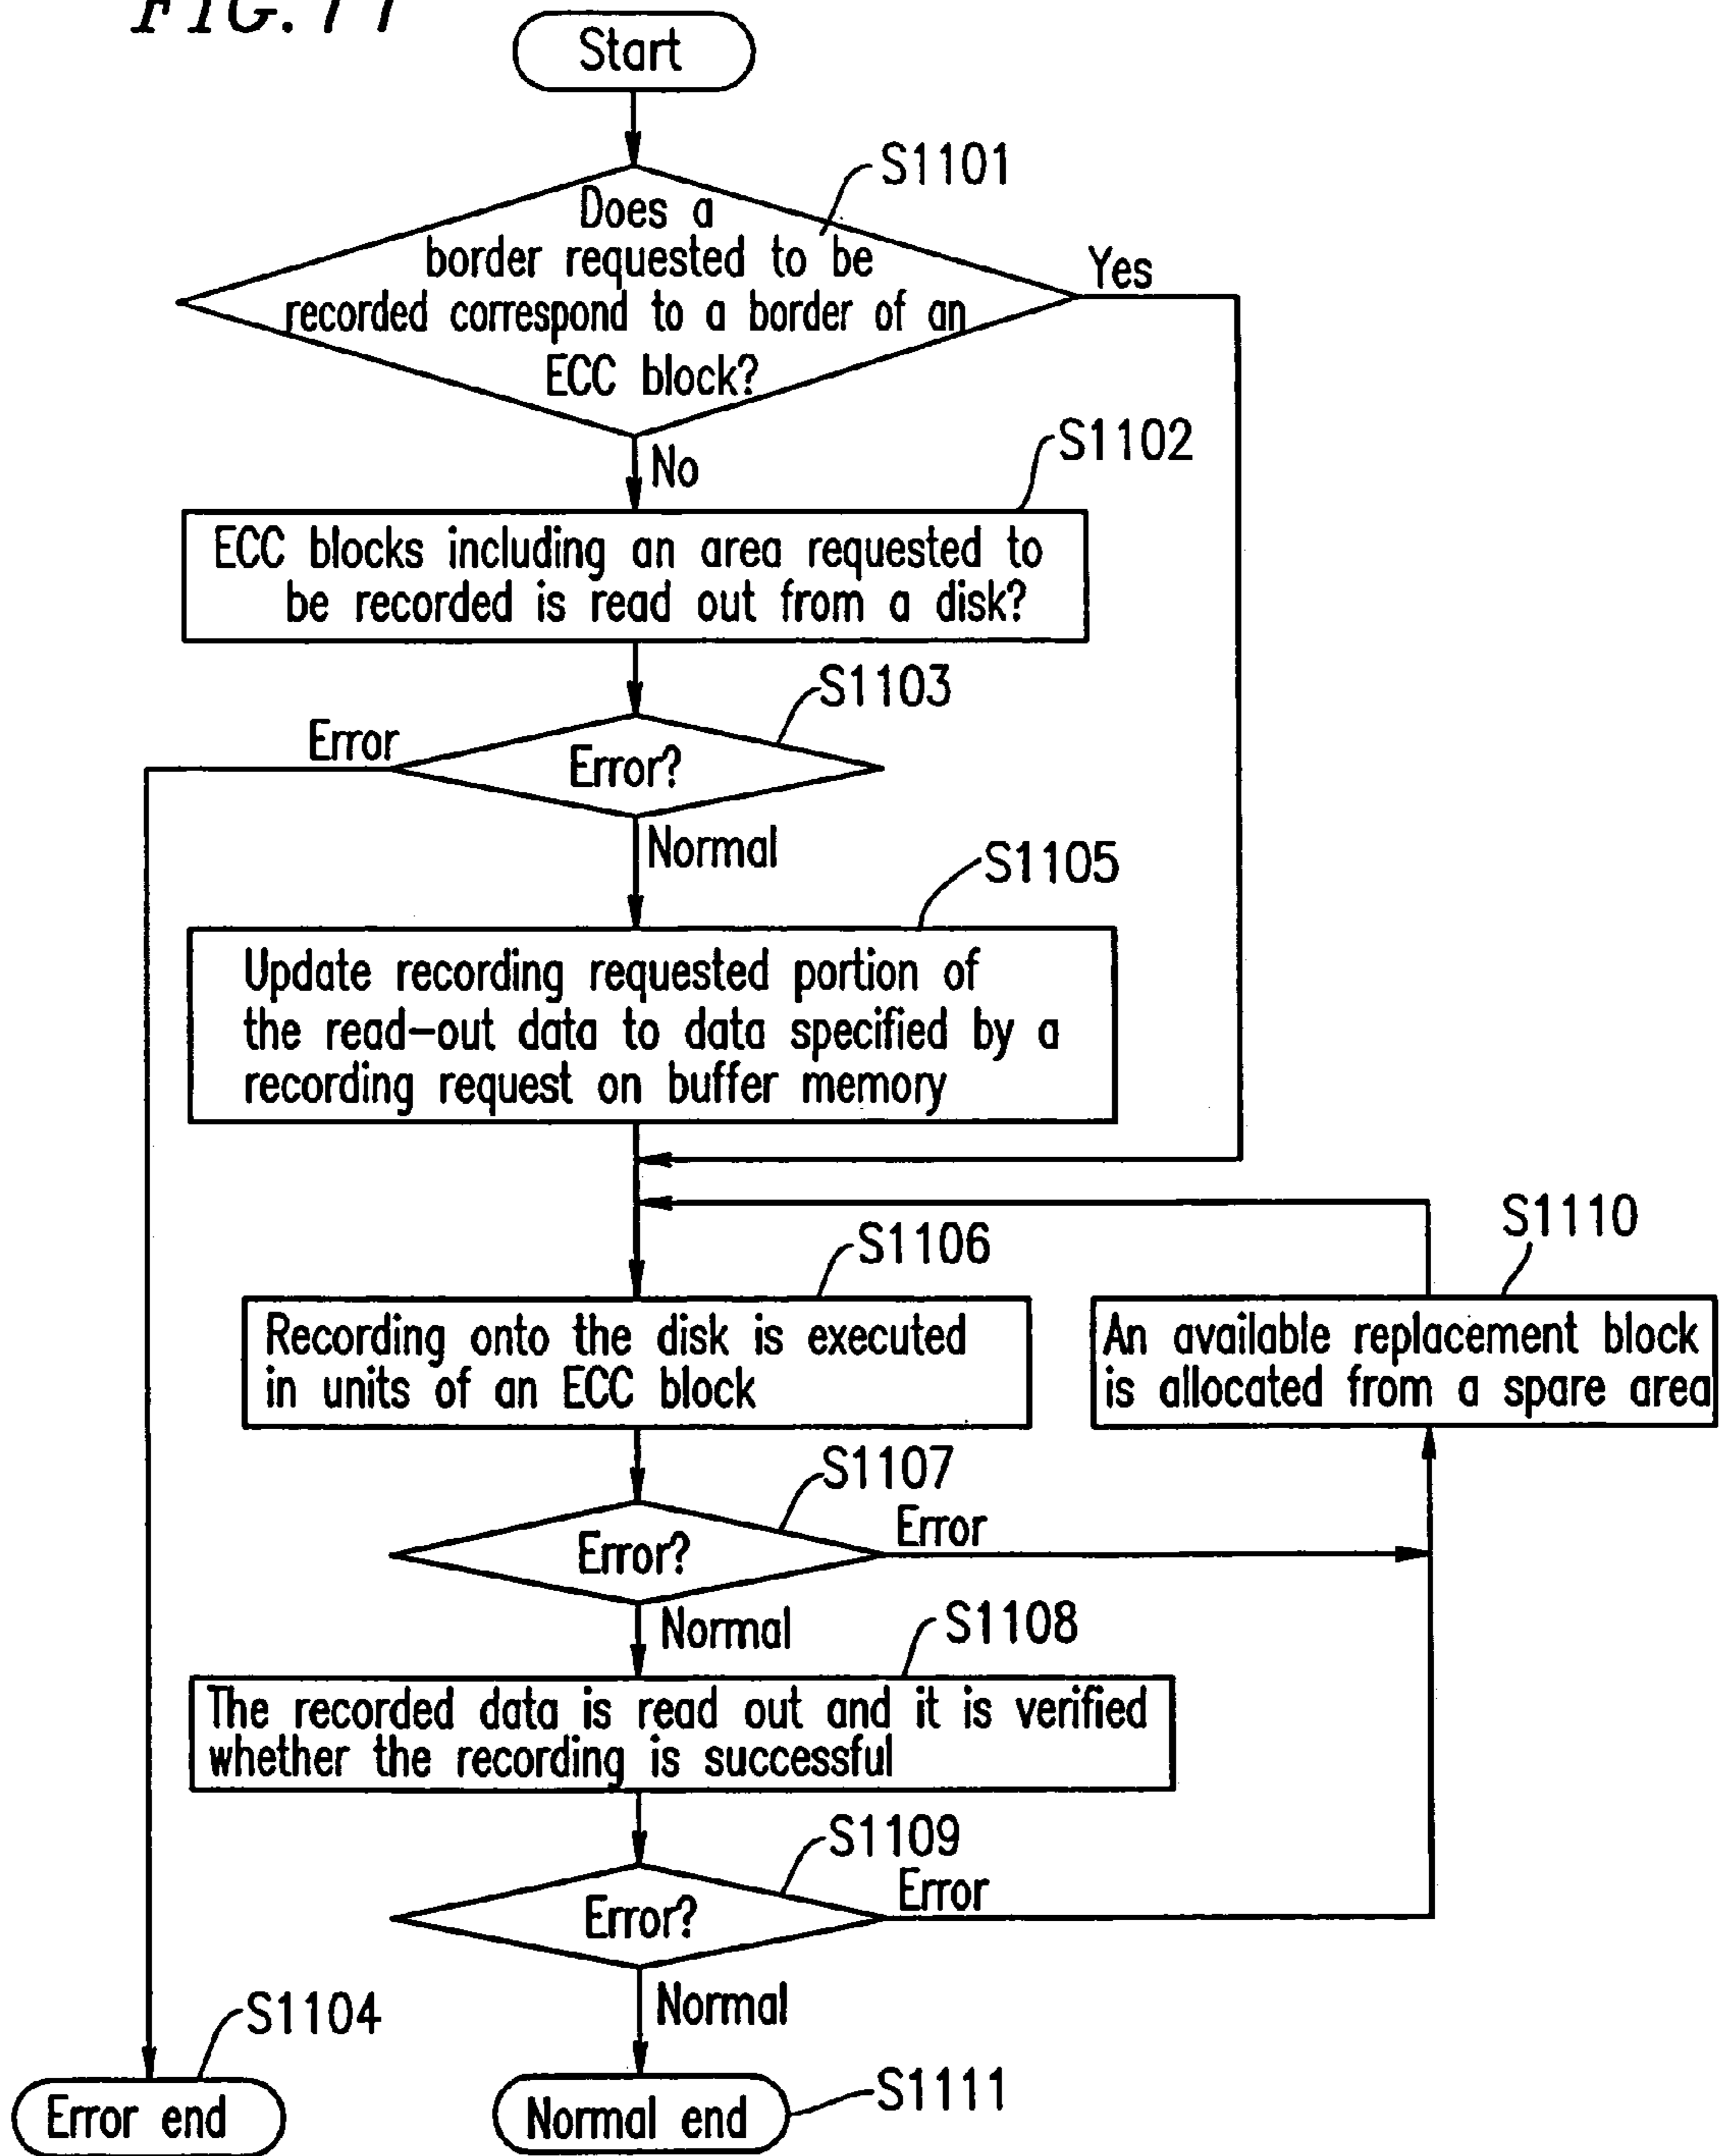 FIG. 11
Start
S1101
Does a
border requested to be
recorded correspond to a border of an
ECC block?
Yes
No
S1102
ECC blocks including an area requested to
be recorded is read out from a disk?
S1103
Error
Error?
Normal
S1105
Update recording requested portion of
the read-out data to data specified by a
recording request on buffer memory
S1110
S1106
Recording onto the disk is executed
in units of an ECC block
An available replacement block
is allocated from a spare area
S1107
Error
Error?
Normal
S1108
The recorded data is read out and it is verified
whether the recording is successful
S1109
Error
Error?
Normal
S1104
S1111
Error end
Normal end